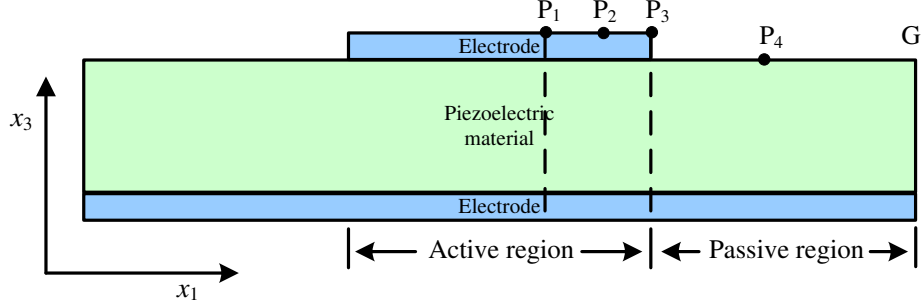 P1 P2 P3
G
P4
Electrode
x3
Piezoelectric
material
Electrode
Active region
Passive region
x1